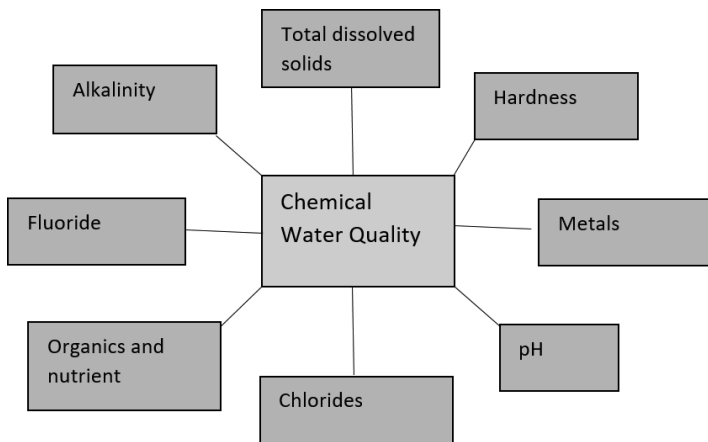 Total dissolved
solids
Alkalinity
Hardness
Chemical
Water Quality
Fluoride
Metals
Organics and
nutrient
pH
Chlorides